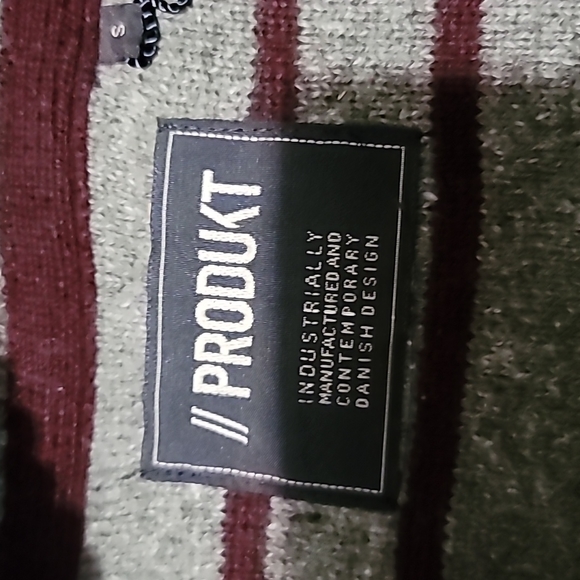 S
// PRODUKT
INDUSTRIALLY
MANUFACTURED AND
CONTEMPORARY
DANISH DESIGN